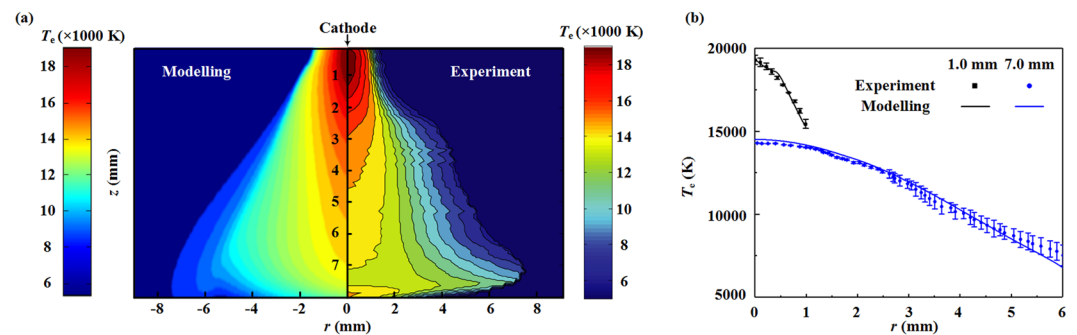 (a)
T_e (×1000 K)
Cathode
T_e (×1000 K)
18
16
14
12
10
8
6
Modelling
Experiment
1
2
3
4
5
6
7
z (mm)
18
16
14
12
10
8
6
-8 -6 -4 -2 0 2 4 6 8
r (mm)
(b)
20000
15000
10000
5000
T_e (K)
1.0 mm 7.0 mm
Experiment
Modelling
0 1 2 3 4 5 6
r (mm)